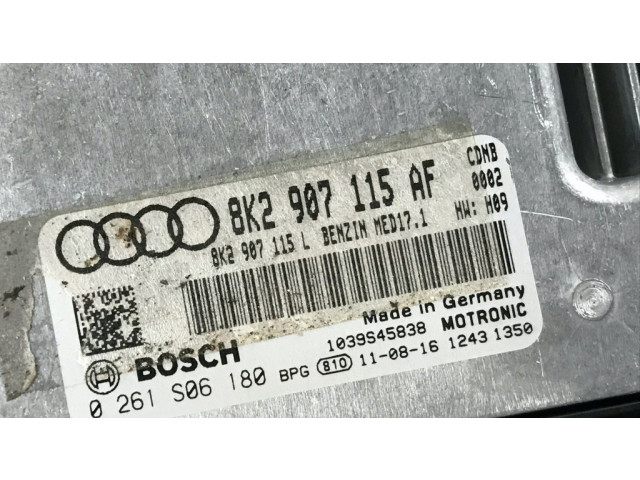 8K2 907 115 AF CDNB
8K2 907 115 L BENZIN MED17.1 0002
HW: H09
Made in Germany
1039S45838 MOTRONIC
BOSCH
0 261 S06 180 BPG 810 11-08-16 1243 1350